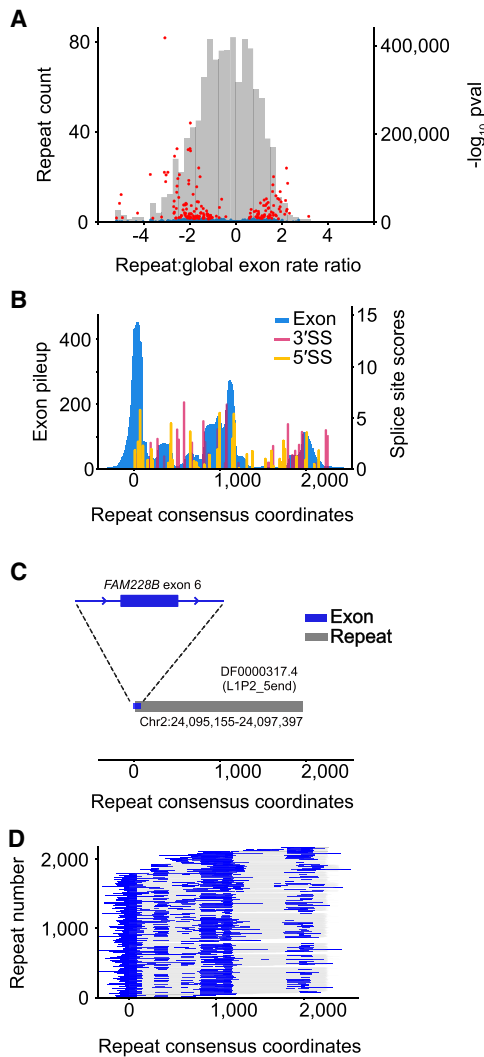 A
Repeat count
80
40
0
400,000
200,000
0
-log10 pval
-4 -2 0 2 4
Repeat:global exon rate ratio
B
Exon pileup
400
200
0
Exon
3′SS
5′SS
15
10
5
0
Splice site scores
0 1,000 2,000
Repeat consensus coordinates
C
FAM228B exon 6
Exon
Repeat
DF0000317.4
(L1P2_5end)
Chr2:24,095,155-24,097,397
0 1,000 2,000
Repeat consensus coordinates
D
Repeat number
2,000
1,000
0
0 1,000 2,000
Repeat consensus coordinates